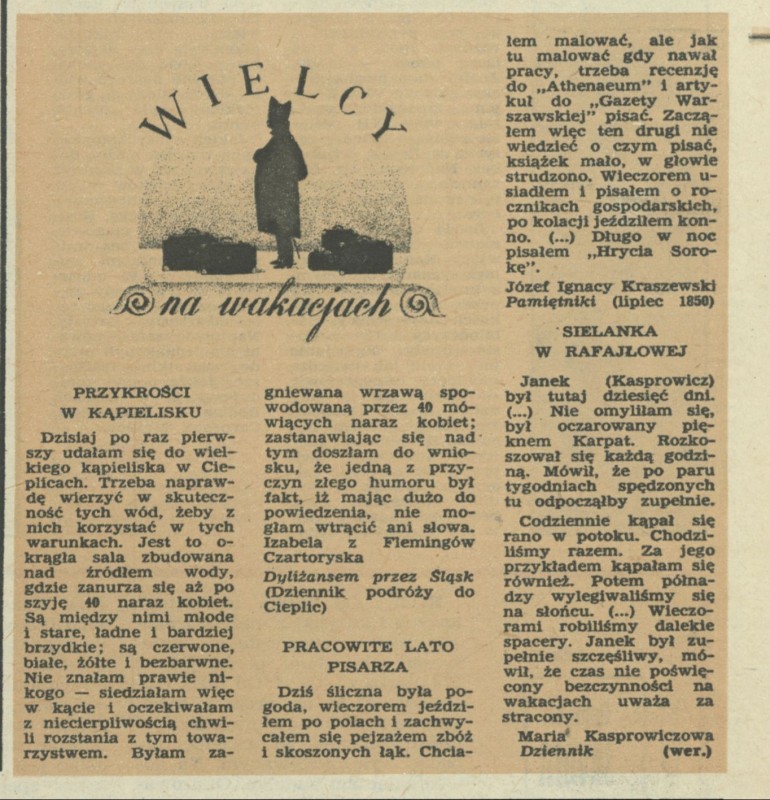 WIELCY
na wakacjach
PRZYKROŚCI
W KĄPIELISKU
Dzisiaj po raz pierw-
szy udałam się do wiel-
kiego kąpieliska w Cie-
plicach. Trzeba napraw-
dę wierzyć w skutecz-
ność tych wód, żeby z
nich korzystać w tych
warunkach. Jest to o-
krągła sala zbudowana
nad źródłem wody,
gdzie zanurza się aż po
szyję 40 naraz kobiet.
Są między nimi młode
i stare, ładne i bardziej
brzydkie; są czerwone,
białe, żółte i bezbarwne.
Nie znałam prawie ni-
kogo — siedziałam więc
w kącie i oczekiwałam
z niecierpliwością chwi-
li rozstania z tym towa-
rzystwem. Byłam za-
gniewana wrzawą spo-
wodowaną przez 40 mó-
wiących naraz kobiet;
zastanawiając się nad
tym doszłam do wnio-
sku, że jedną z przy-
czyn złego humoru był
fakt, iż mając dużo do
powiedzenia, nie mo-
głam wtrącić ani słowa.
Izabela z Flemingów
Czartoryska
Dyliżansem przez Śląsk
(Dziennik podróży do
Cieplic)
PRACOWITE LATO
PISARZA
Dziś śliczna była po-
goda, wieczorem jeździ-
łem po polach i zachwy-
całem się pejzażem zbóż
i skoszonych łąk. Chcia-
łem malować, ale jak
tu malować gdy nawał
pracy, trzeba recenzję
do „Athenaeum" i arty-
kuł do „Gazety War-
szawskiej" pisać. Zaczą-
łem więc ten drugi nie
wiedzieć o czym pisać,
książek mało, w głowie
strudzono. Wieczorem u-
siadłem i pisałem o ro-
cznikach gospodarskich,
po kolacji jeździłem kon-
no. (...) Długo w noc
pisałem „Hrycia Soro-
kę".
Józef Ignacy Kraszewski
Pamiętniki (lipiec 1850)
SIELANKA
W RAFAJŁOWEJ
Janek (Kasprowicz)
był tutaj dziesięć dni.
(...) Nie omyliłam się,
był oczarowany pię-
knem Karpat. Rozko-
szował się każdą godzi-
ną. Mówił, że po paru
tygodniach spędzonych
tu odpocząłby zupełnie.
Codziennie kąpał się
rano w potoku. Chodzi-
liśmy razem. Za jego
przykładem kąpałam się
również. Potem półna-
dzy wylegiwaliśmy się
na słońcu. (...) Wieczo-
rami robiliśmy dalekie
spacery. Janek był zu-
pełnie szczęśliwy, mó-
wił, że czas nie poświę-
cony bezczynności na
wakacjach uważa za
stracony.
Maria Kasprowiczowa
Dziennik (wer.)